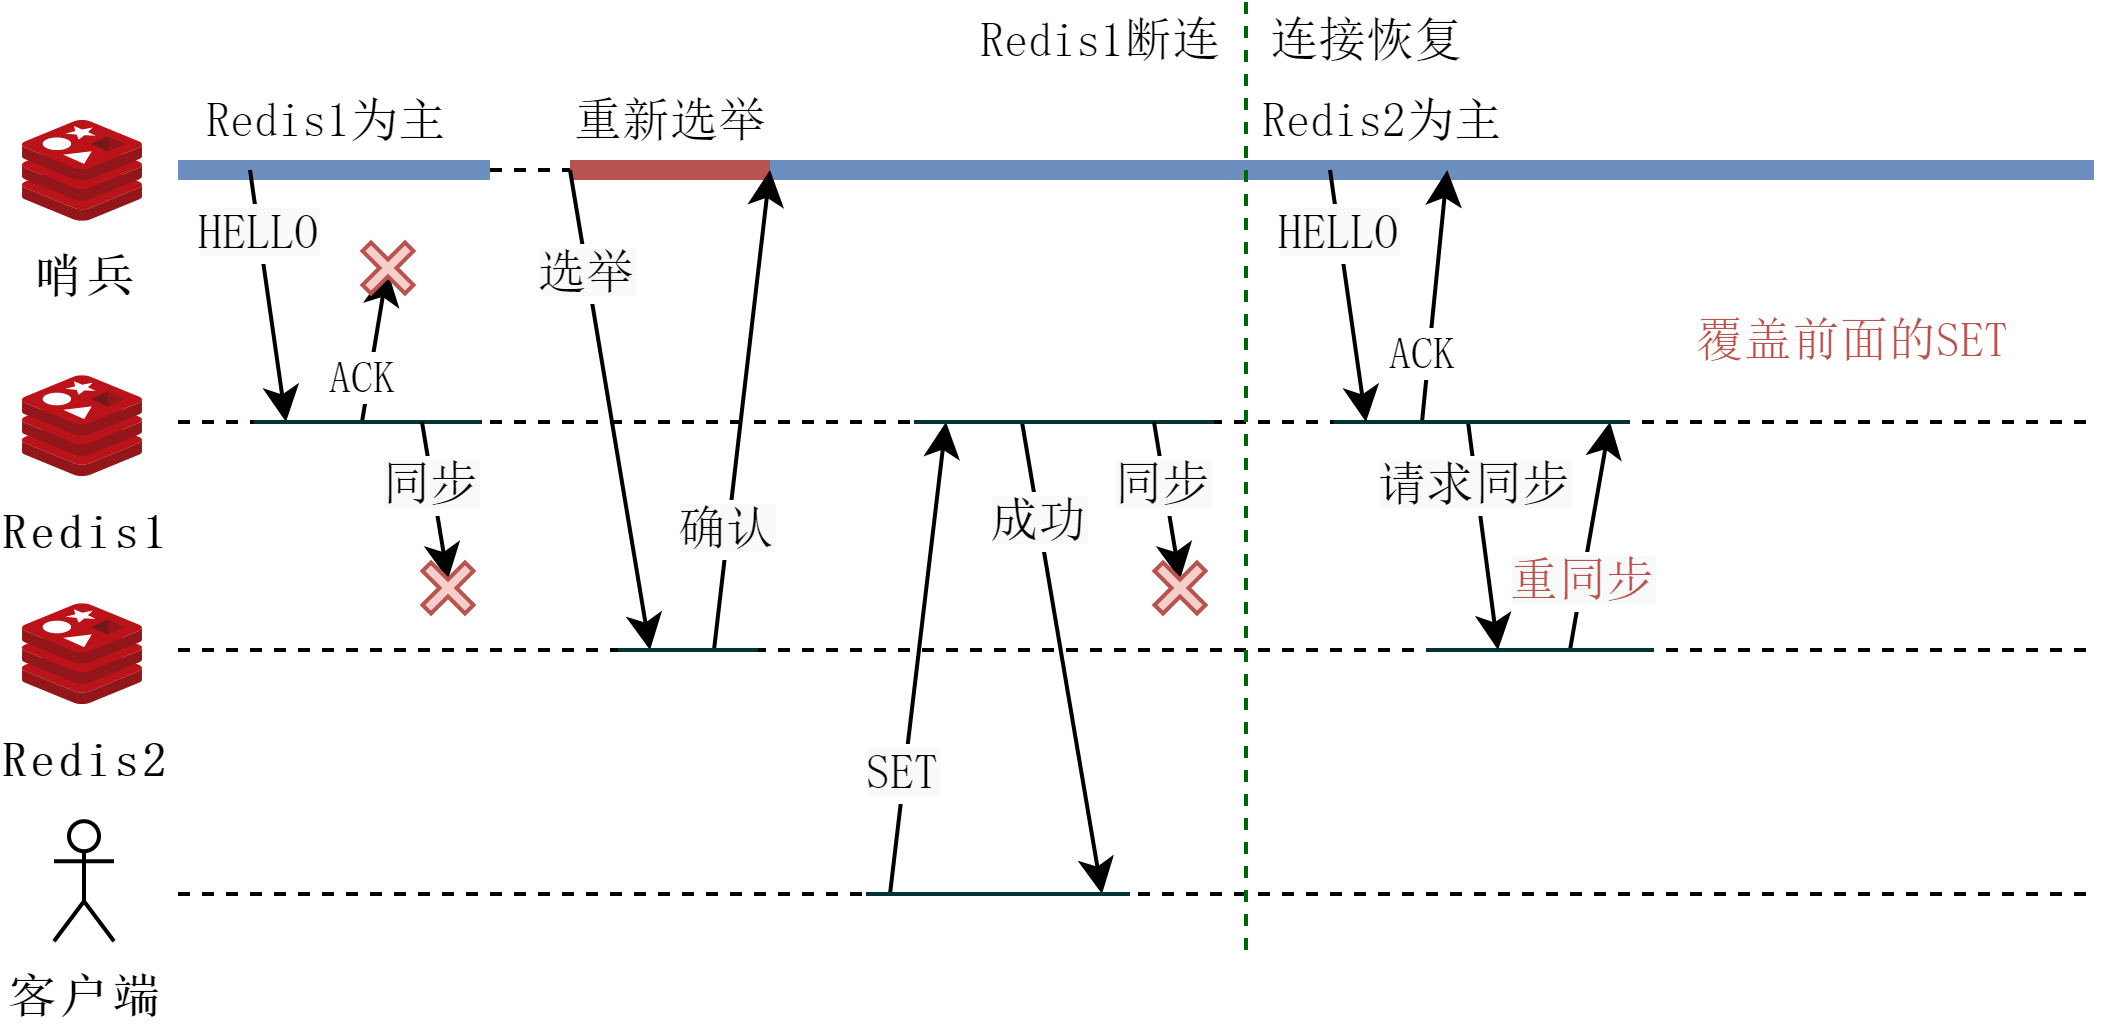 Redis1断连
连接恢复
Redis1为主
重新选举
Redis2为主
HELLO
选举
HELLO
哨兵
ACK
ACK
覆盖前面的SET
同步
确认
成功
同步
请求同步
Redis1
重同步
Redis2
SET
客户端